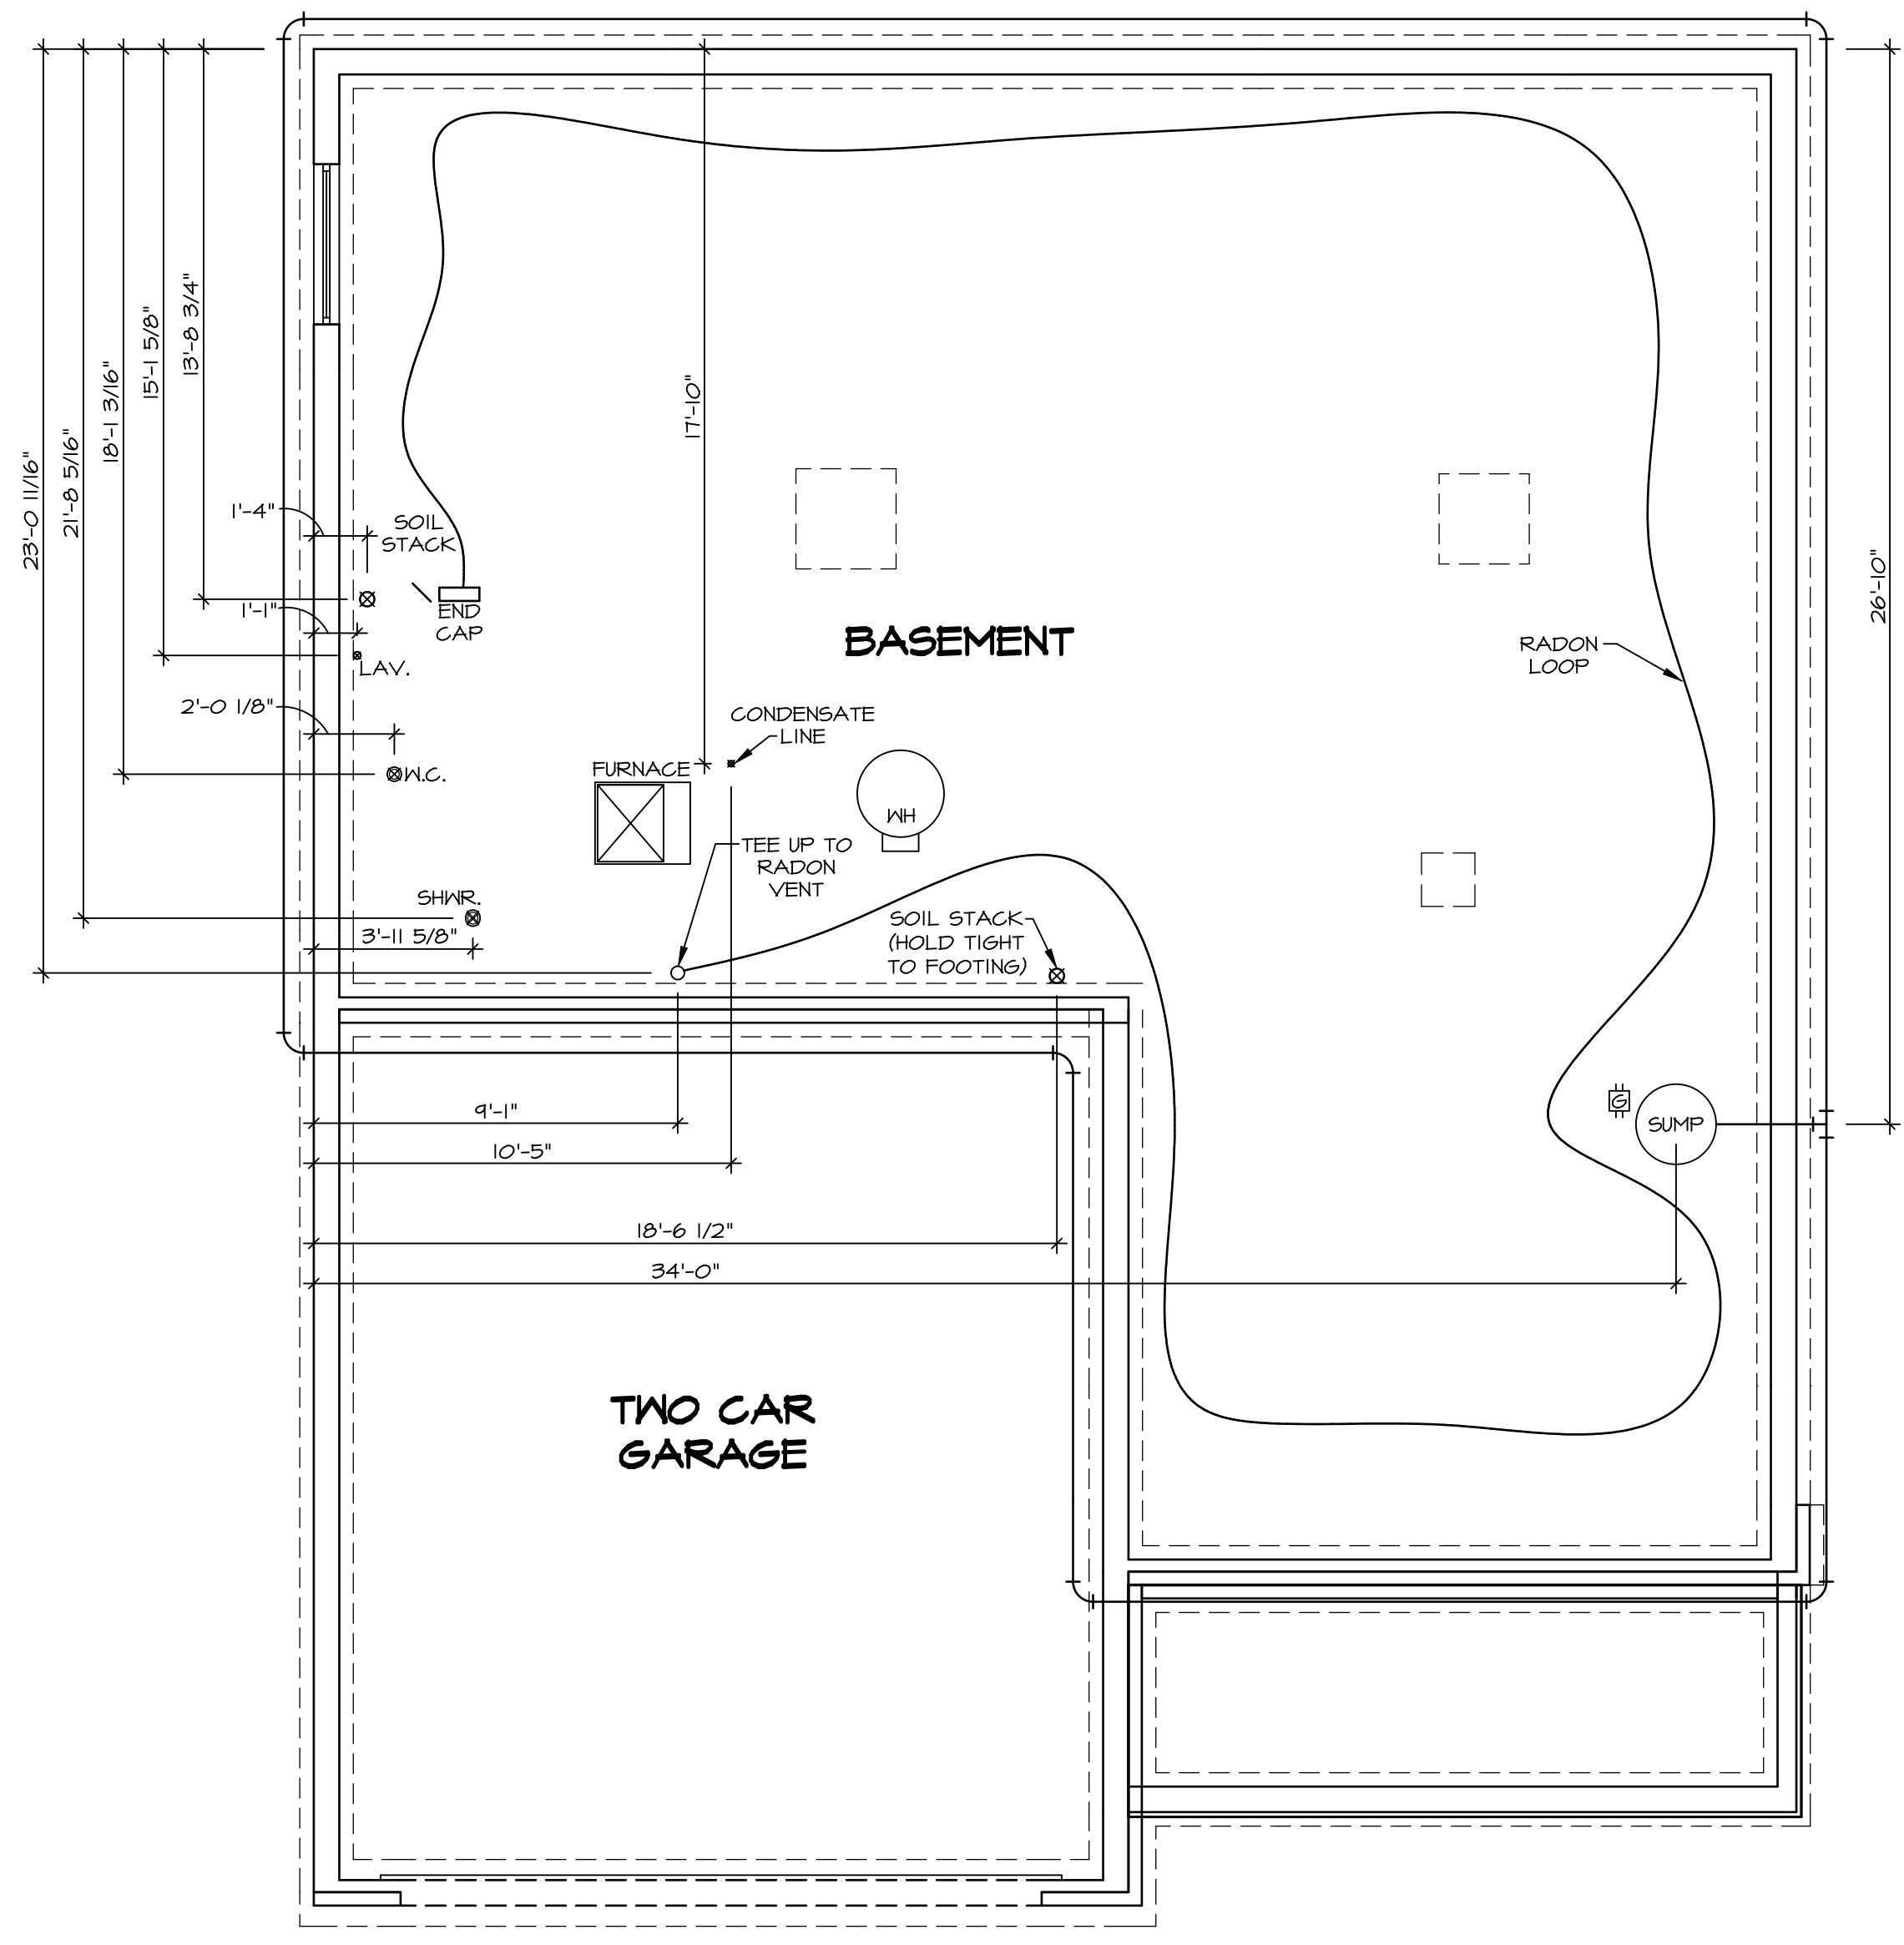 13'-8 3/4"
15'-1 5/8"
18'-1 3/16"
21'-8 5/16"
23'-0 11/16"
17'-10"
26'-10"
1'-4"
SOIL
STACK
END
CAP
1'-1"
LAV.
BASEMENT
RADON
LOOP
2'-0 1/8"
W.C.
CONDENSATE
LINE
FURNACE
WH
TEE UP TO
RADON
VENT
SHWR.
3'-11 5/8"
SOIL STACK
(HOLD TIGHT
TO FOOTING)
G
SUMP
9'-1"
10'-5"
18'-6 1/2"
34'-0"
TWO CAR
GARAGE